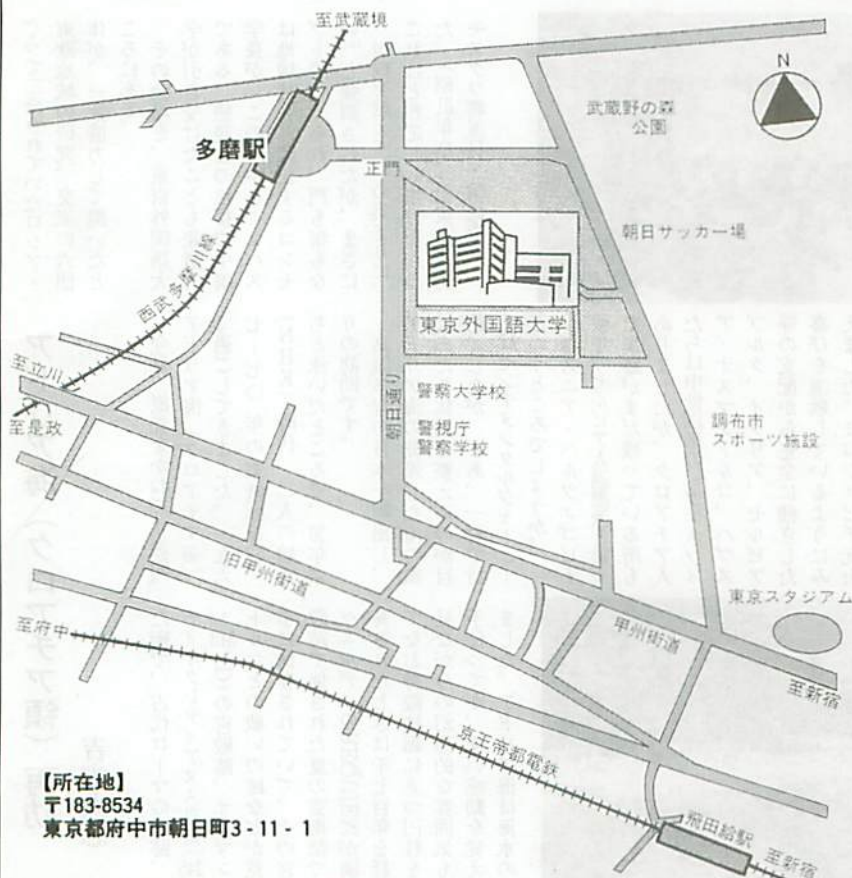 至武蔵境
N
武蔵野の森
公園
多磨駅
正門
朝日サッカー場
西武多摩川線
東京外国語大学
至立川
至是政
朝日通り
警察大学校
警視庁
警察学校
調布市
スポーツ施設
旧甲州街道
東京スタジアム
甲州街道
至府中
至新宿
京王帝都電鉄
【所在地】
〒183-8534
東京都府中市朝日町3-11-1
飛田給駅
至新宿